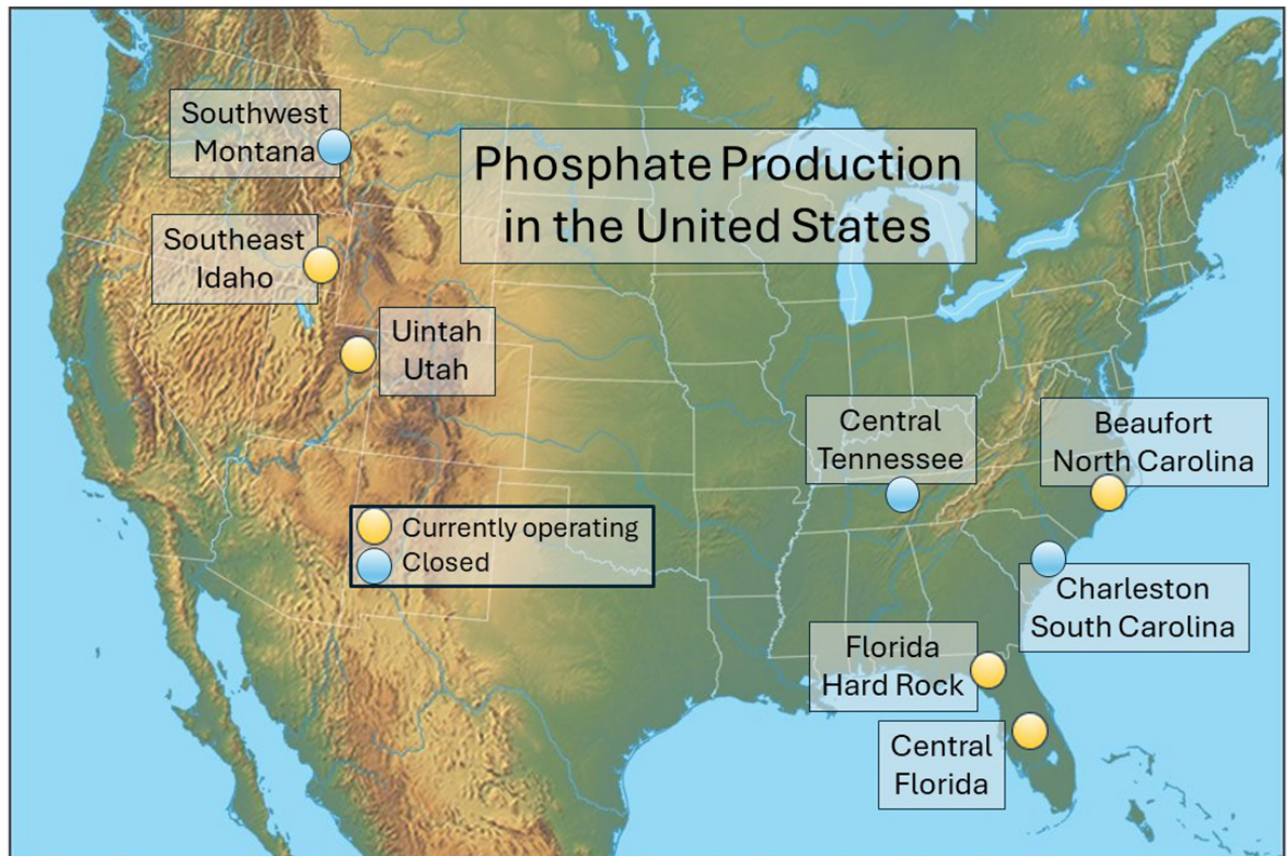 Phosphate Production
in the United States
Southwest
Montana
Southeast
Idaho
Uintah
Utah
Central
Tennessee
Beaufort
North Carolina
Currently operating
Closed
Charleston
South Carolina
Florida
Hard Rock
Central
Florida